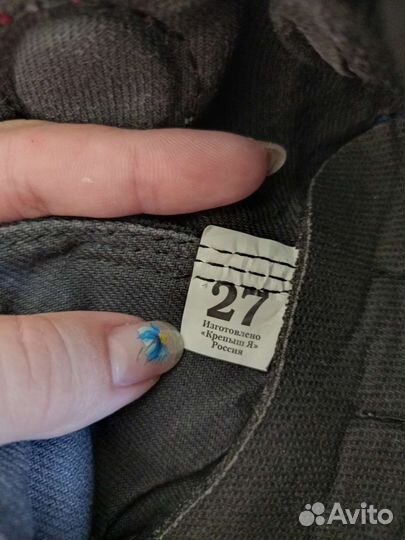 27
Изготовлено
«Крепыш Я»
Россия
Avito